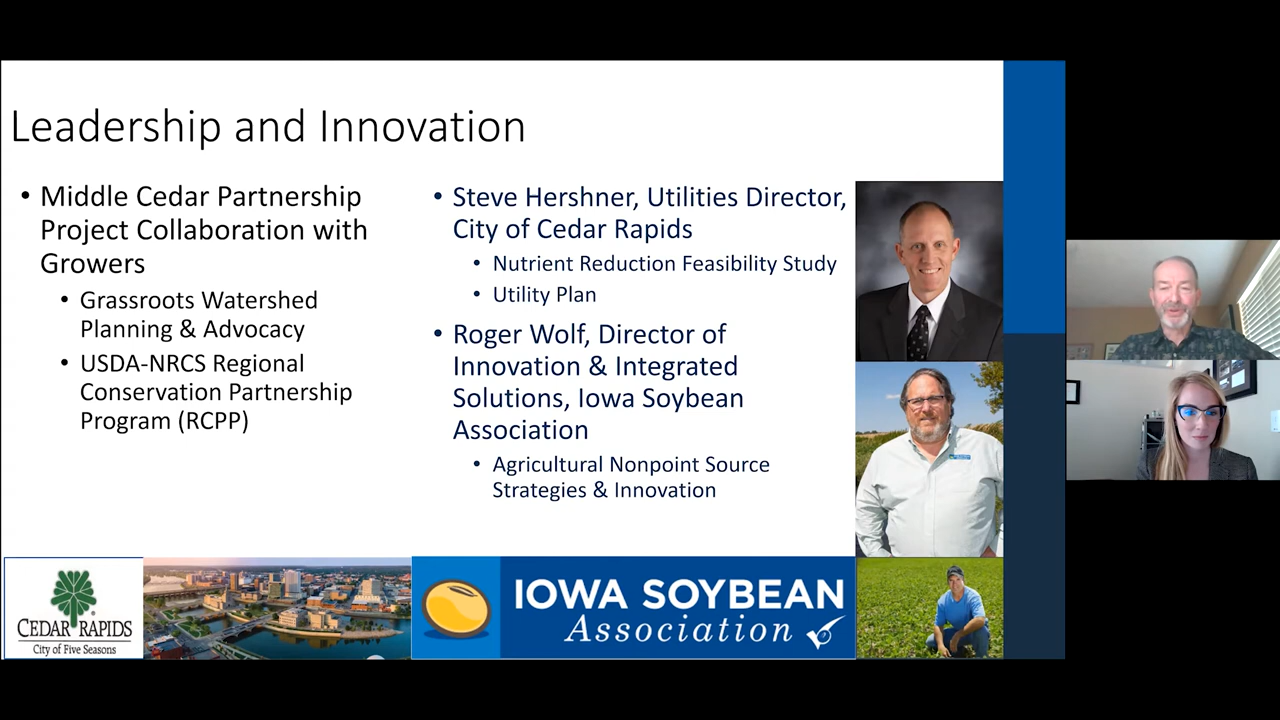 Leadership and Innovation
• Middle Cedar Partnership
Project Collaboration with
Growers
• Grassroots Watershed
Planning & Advocacy
• USDA-NRCS Regional
Conservation Partnership
Program (RCPP)
• Steve Hershner, Utilities Director,
City of Cedar Rapids
• Nutrient Reduction Feasibility Study
• Utility Plan
• Roger Wolf, Director of
Innovation & Integrated
Solutions, Iowa Soybean
Association
• Agricultural Nonpoint Source
Strategies & Innovation
CEDAR RAPIDS
City of Five Seasons
IOWA SOYBEAN
Association